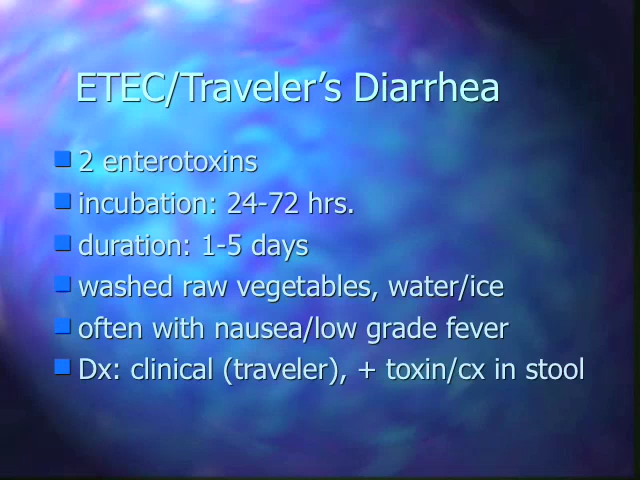 ETEC/Traveler’s Diarrhea
2 enterotoxins
incubation: 24-72 hrs.
duration: 1-5 days
washed raw vegetables, water/ice
often with nausea/low grade fever
Dx: clinical (traveler), + toxin/cx in stool